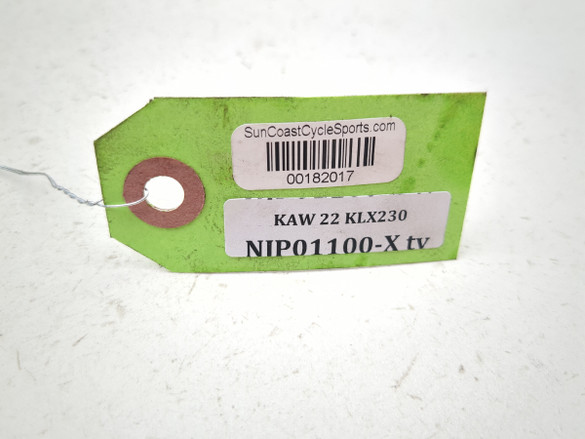 SunCoastCycleSports.com
00182017
KAW 22 KLX230
NIP01100-X tv